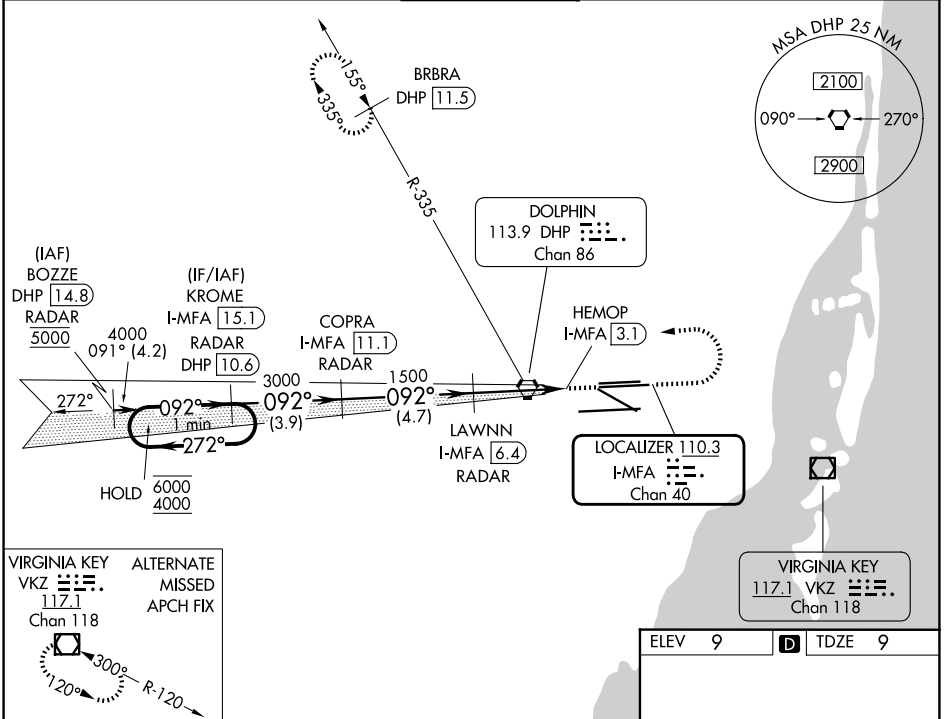 MSA DHP 25 NM
2100
090°
270°
2900
155°
335°
BRBRA
DHP 11.5
R-335
DOLPHIN
113.9 DHP
Chan 86
(IAF)
BOZZE
DHP 14.8
RADAR
5000
4000
091° (4.2)
(IF/IAF)
KROME
I-MFA 15.1
RADAR
DHP 10.6
COPRA
I-MFA 11.1
RADAR
HEMOP
I-MFA 3.1
3000
1500
272°
092°
092°
092°
1 min
(3.9)
(4.7)
272°
LAWNN
I-MFA 6.4
RADAR
LOCALIZER 110.3
I-MFA
Chan 40
HOLD
6000
4000
VIRGINIA KEY
VKZ
117.1
Chan 118
ALTERNATE
MISSED
APCH FIX
300°
R-120
120°
VIRGINIA KEY
117.1 VKZ
Chan 118
ELEV 9
D
TDZE 9